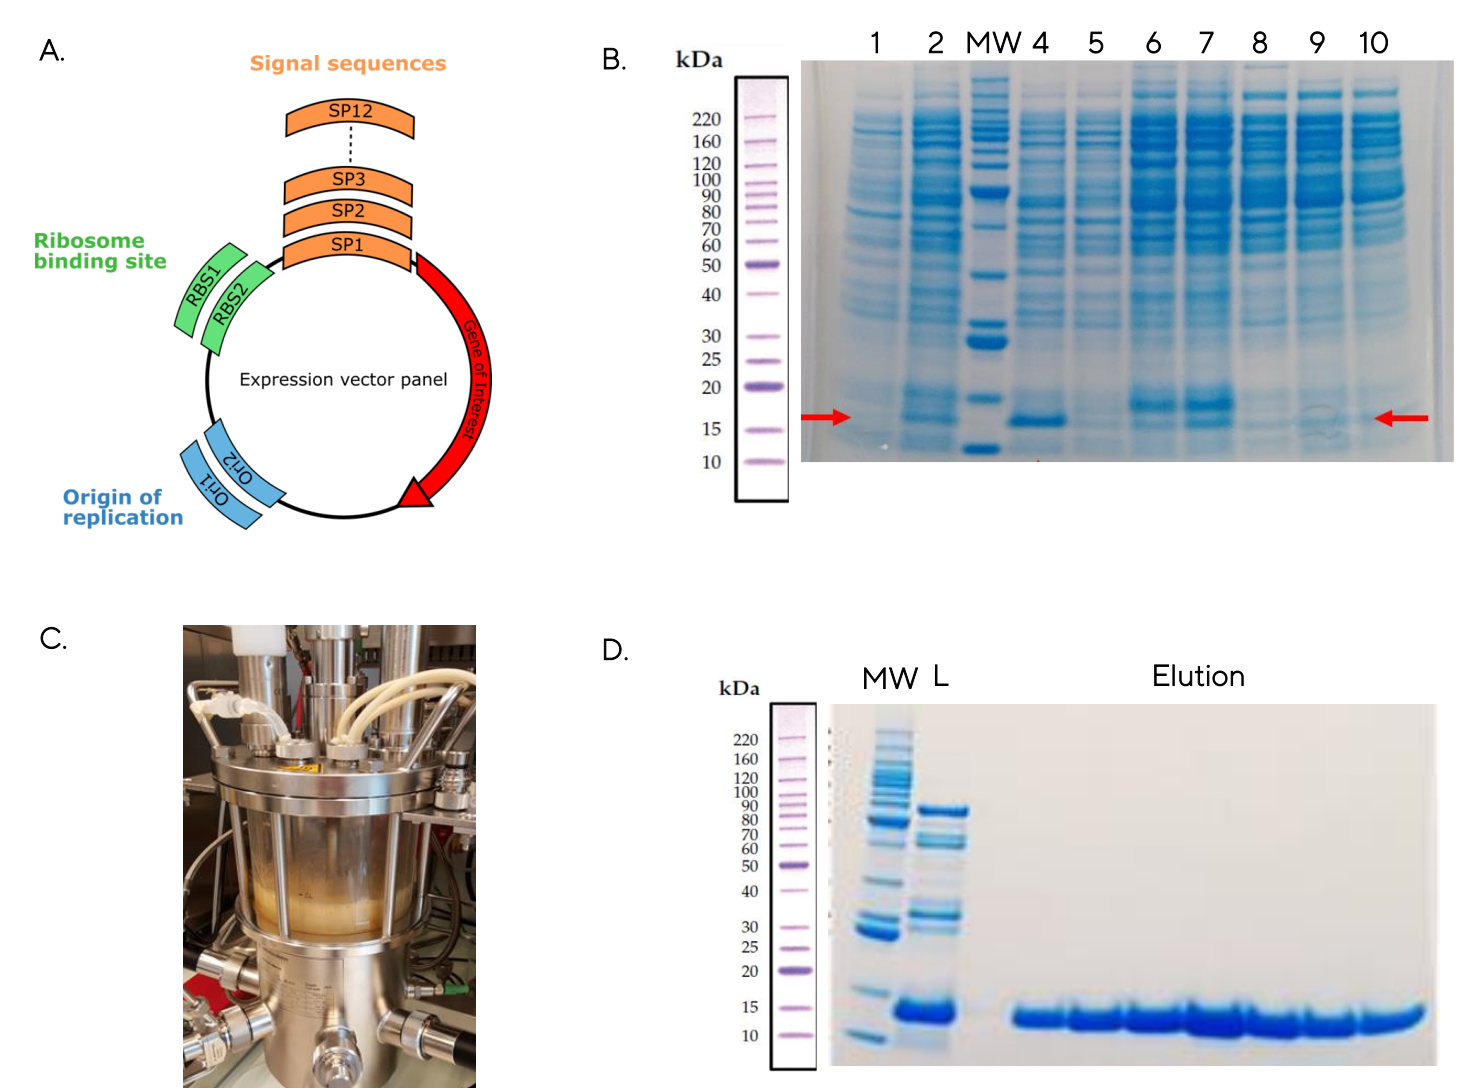 A.
Signal sequences
SP12
SP3
SP2
SP1
Ribosome
binding site
RBS1
RBS2
Gene of Interest
Expression vector panel
Ori2
Ori1
Origin of
replication
B.
kDa
1 2 MW 4 5 6 7 8 9 10
220
160
120
100
90
80
70
60
50
40
30
25
20
15
10
C.
D.
kDa
MW L Elution
220
160
120
100
90
80
70
60
50
40
30
25
20
15
10